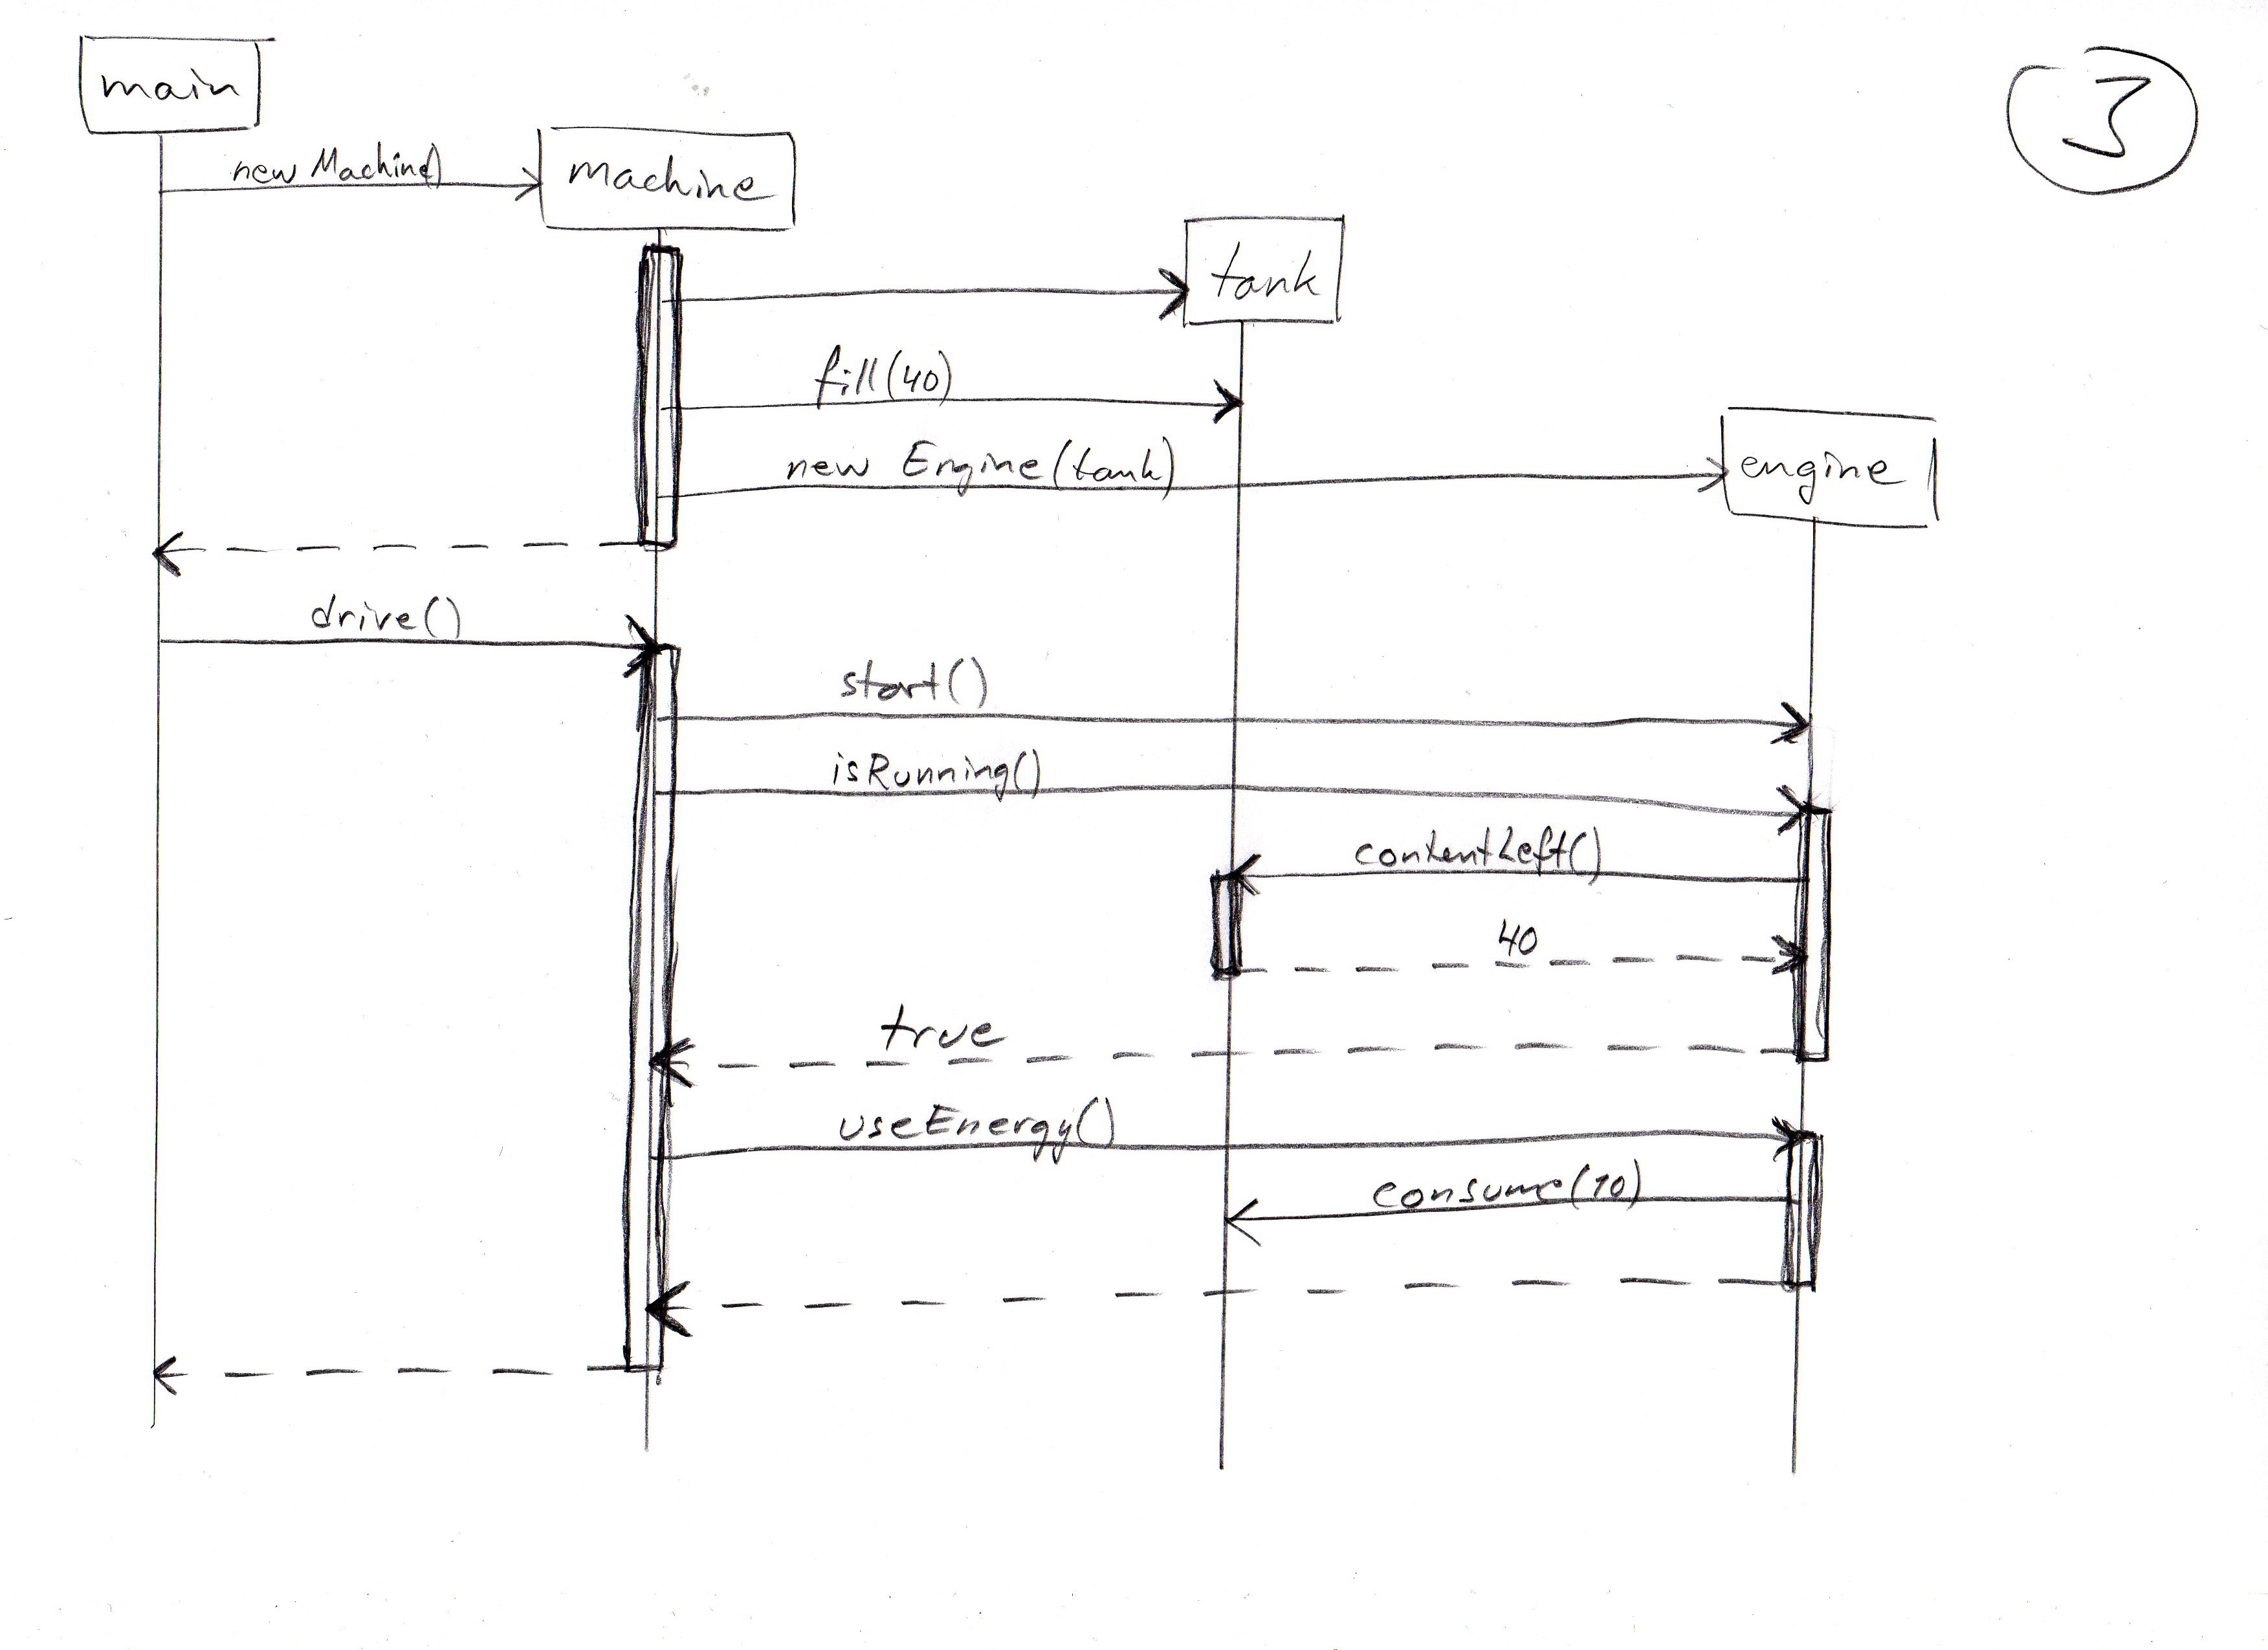 main
3
new Machine()
machine
tank
fill(40)
new Engine(tank)
engine
drive()
start()
isRunning()
contentLeft()
40
true
useEnergy()
consume(10)